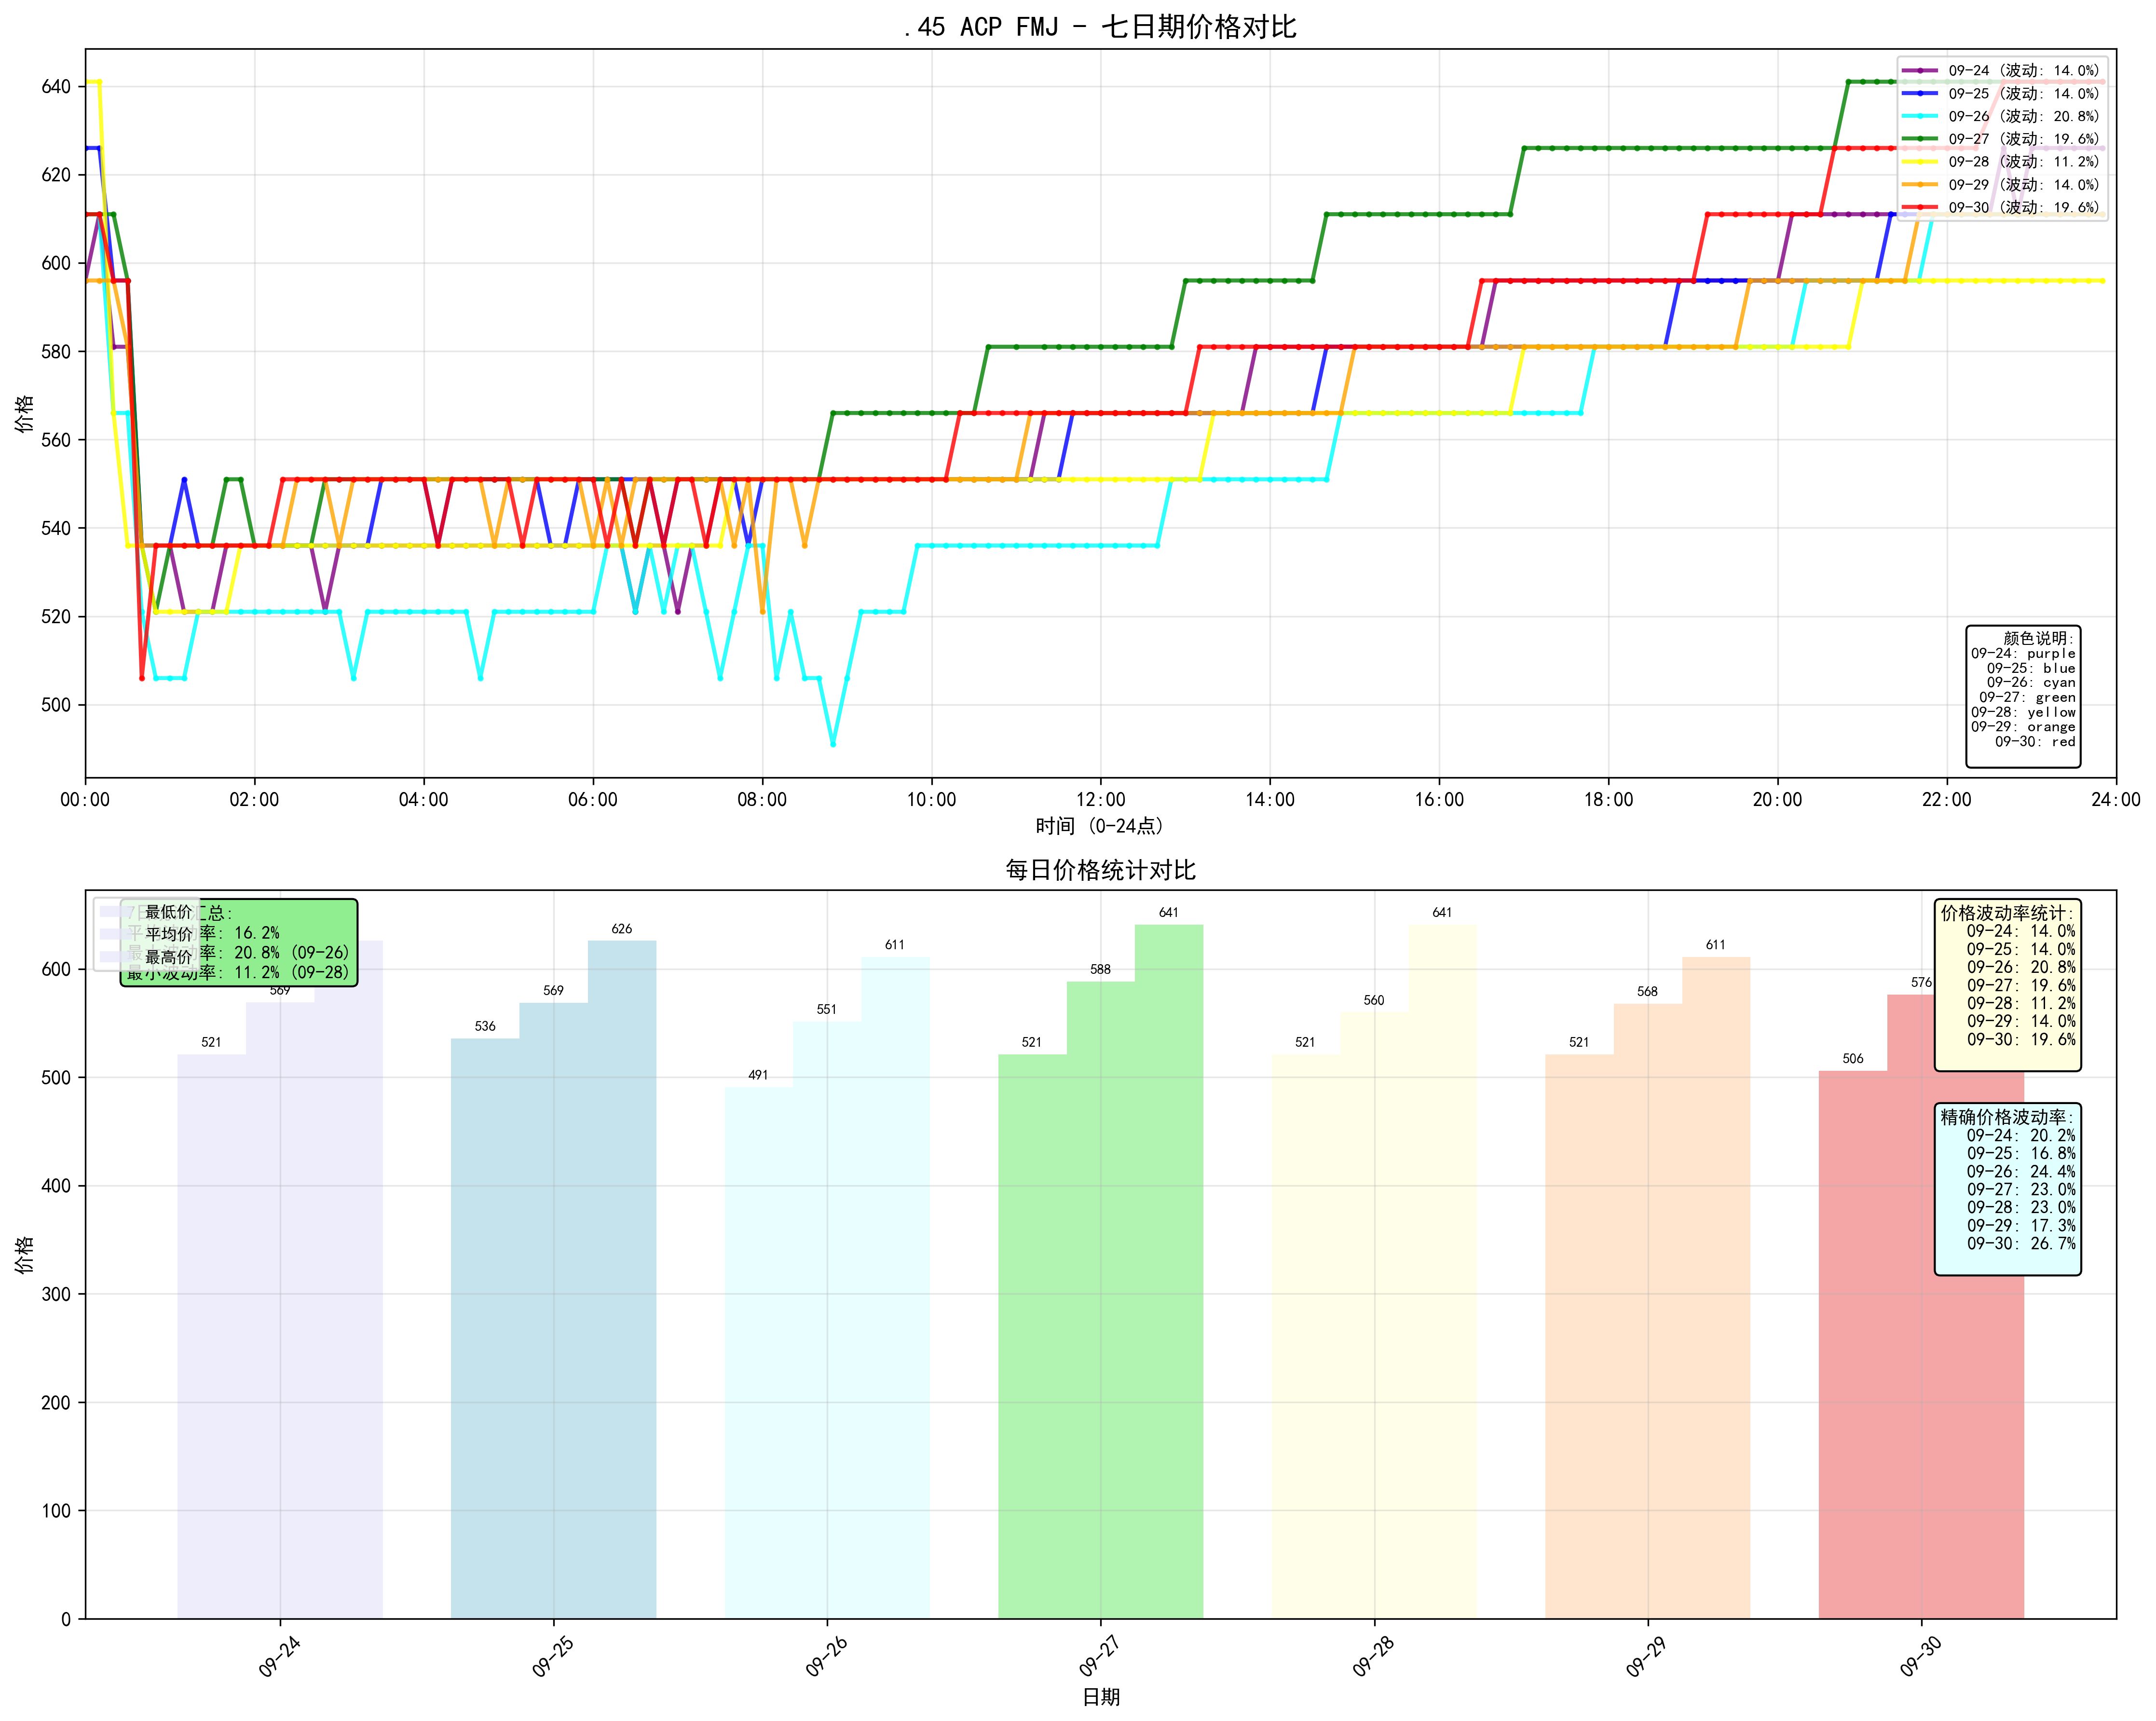 .45 ACP FMJ - 七日期价格对比
640
620
600
580
560
540
520
500
价格
09-24 (波动: 14.0%)
09-25 (波动: 14.0%)
09-26 (波动: 20.8%)
09-27 (波动: 19.6%)
09-28 (波动: 11.2%)
09-29 (波动: 14.0%)
09-30 (波动: 19.6%)
颜色说明:
09-24: purple
09-25: blue
09-26: cyan
09-27: green
09-28: yellow
09-29: orange
09-30: red
00:00 02:00 04:00 06:00 08:00 10:00 12:00 14:00 16:00 18:00 20:00 22:00 24:00
时间 (0-24点)
每日价格统计对比
最低价
平均价
最高价
汇总:
率: 16.2%
率: 20.8% (09-26)
最小波动率: 11.2% (09-28)
600
500
400
300
200
100
0
价格
521 569
536 569 626
491 551 611
521 588 641
521 560 641
521 568 611
506 576
价格波动率统计:
09-24: 14.0%
09-25: 14.0%
09-26: 20.8%
09-27: 19.6%
09-28: 11.2%
09-29: 14.0%
09-30: 19.6%
精确价格波动率:
09-24: 20.2%
09-25: 16.8%
09-26: 24.4%
09-27: 23.0%
09-28: 23.0%
09-29: 17.3%
09-30: 26.7%
09-24 09-25 09-26 09-27 09-28 09-29 09-30
日期